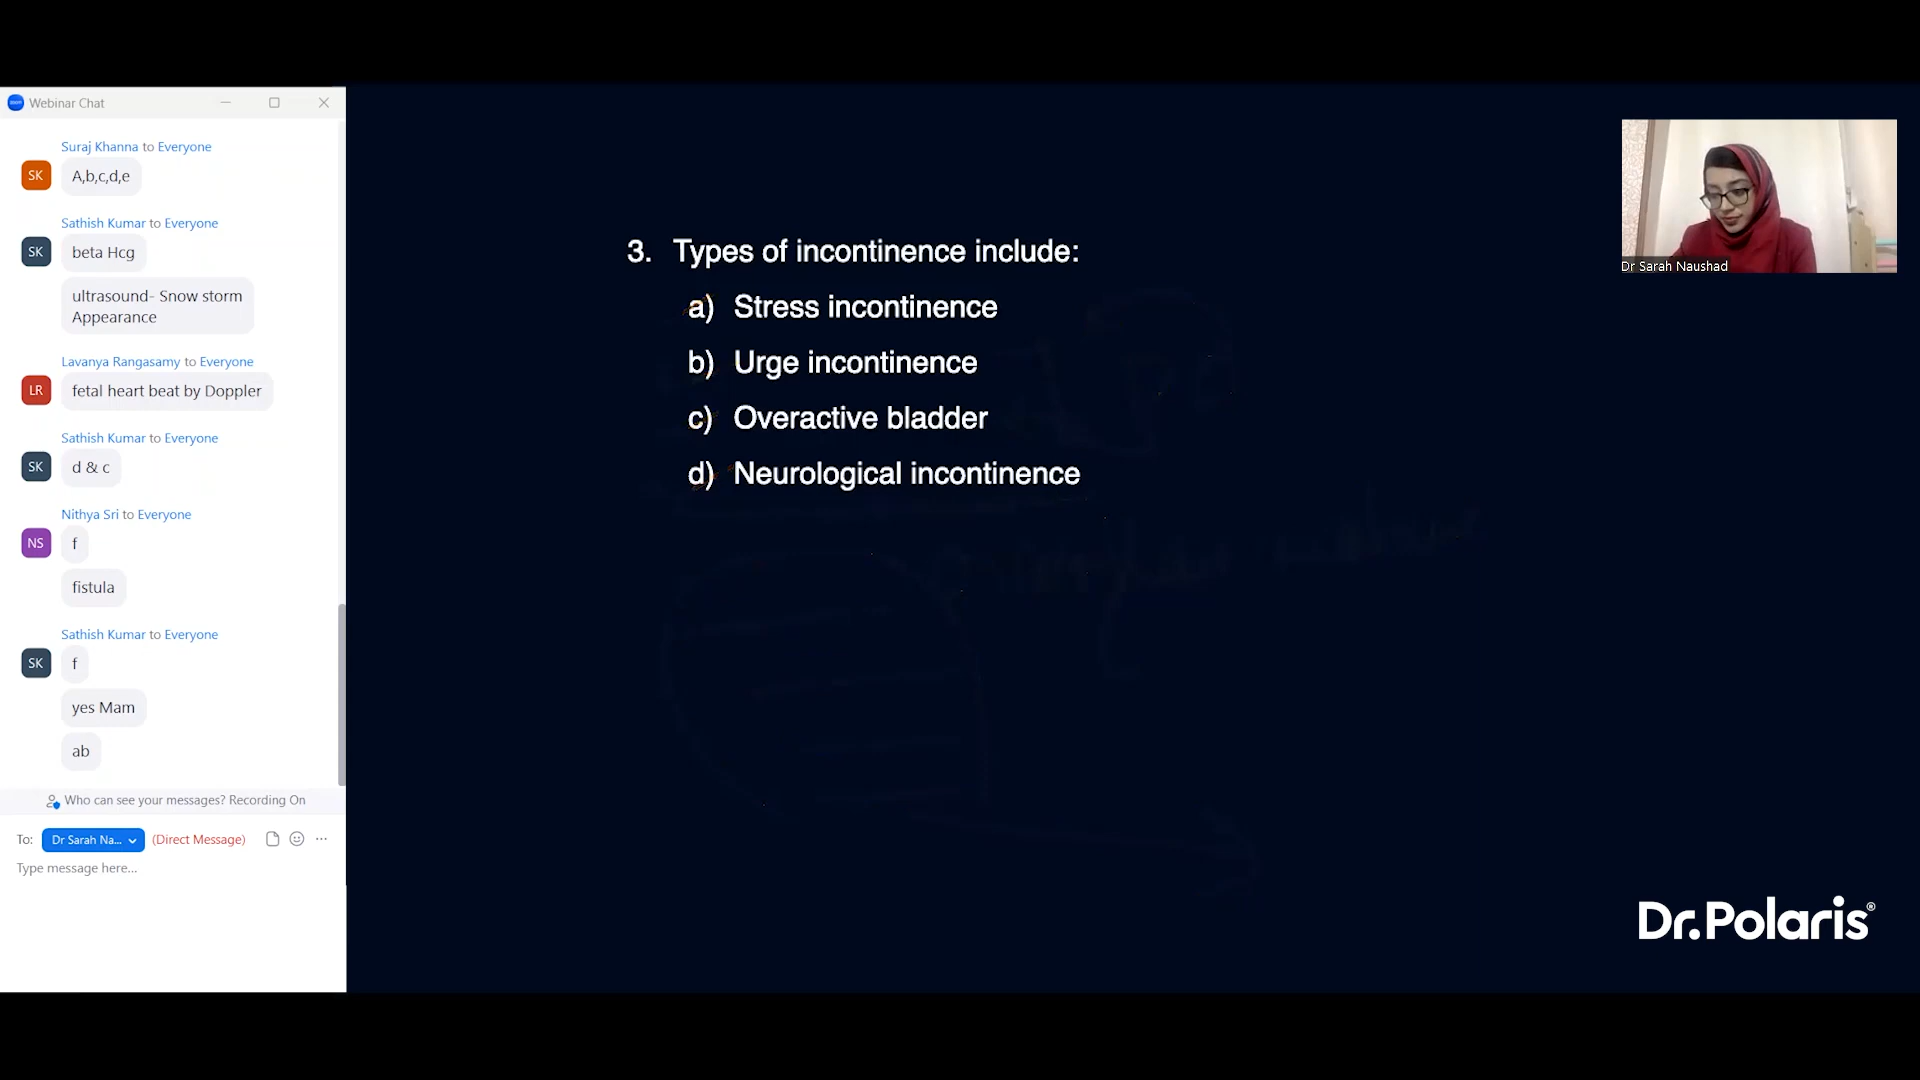 Webinar Chat
Suraj Khanna to Everyone
SK
A,b,c,d,e
Sathish Kumar to Everyone
SK
beta Hcg
ultrasound- Snow storm
Appearance
Lavanya Rangasamy to Everyone
LR
fetal heart beat by Doppler
Sathish Kumar to Everyone
SK
d & c
Nithya Sri to Everyone
NS
f
fistula
Sathish Kumar to Everyone
SK
f
yes Mam
ab
Who can see your messages? Recording On
To: Dr Sarah Na... (Direct Message)
Type message here...
3. Types of incontinence include:
a) Stress incontinence
b) Urge incontinence
c) Overactive bladder
d) Neurological incontinence
Dr Sarah Naushad
Dr.Polaris®